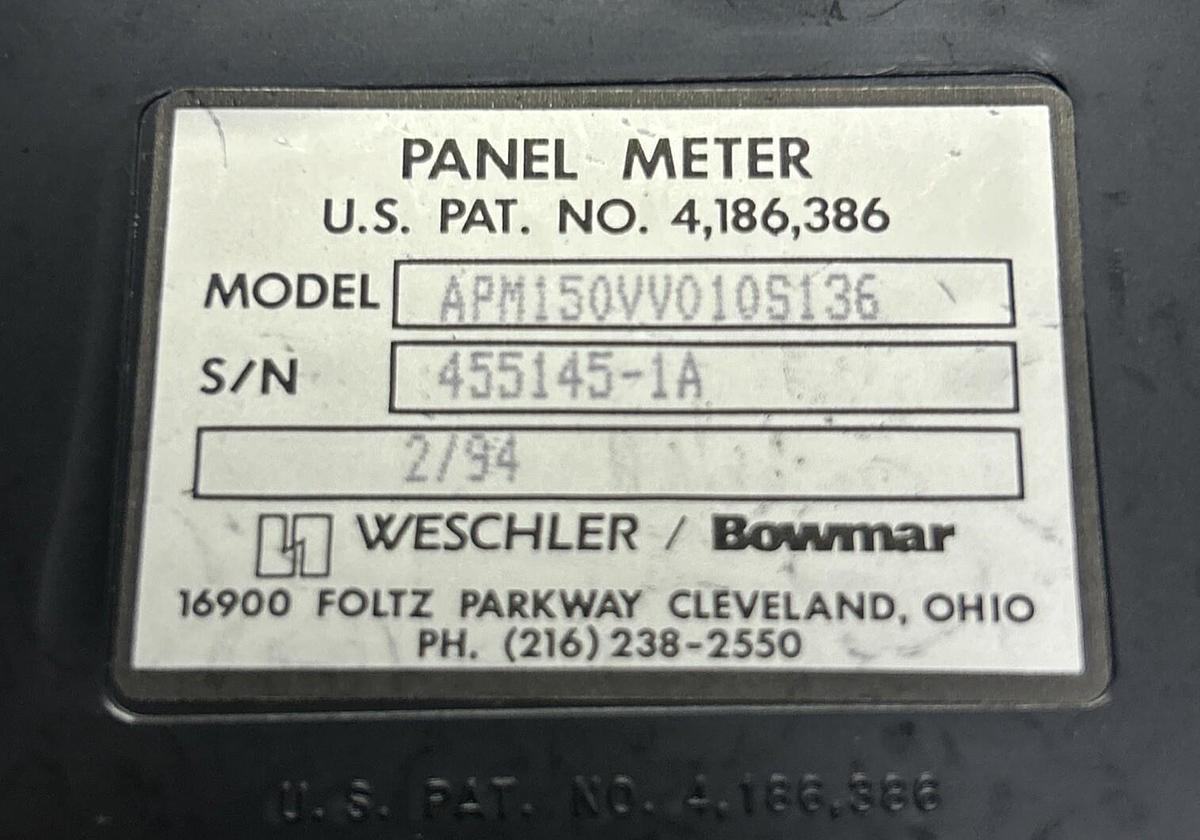 PANEL METER
U.S. PAT. NO. 4,186,386
MODEL APM150VV010S136
S/N 455145-1A
2/94
WESCHLER / Bowmar
16900 FOLTZ PARKWAY CLEVELAND, OHIO
PH. (216) 238-2550
U.S. PAT. NO. 4,186,386